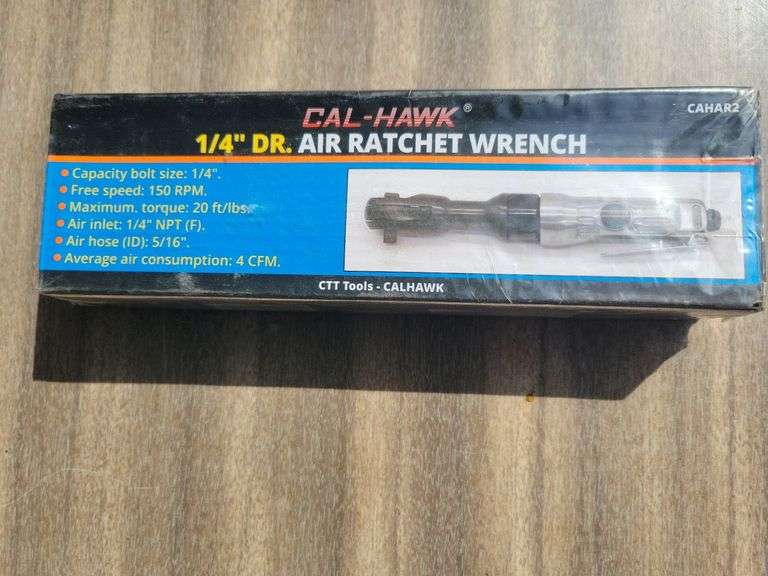 CAL-HAWK®
CAHAR2
1/4" DR. AIR RATCHET WRENCH
• Capacity bolt size: 1/4".
• Free speed: 150 RPM.
• Maximum. torque: 20 ft/lbs.
• Air inlet: 1/4" NPT (F).
• Air hose (ID): 5/16".
• Average air consumption: 4 CFM.
CTT Tools - CALHAWK